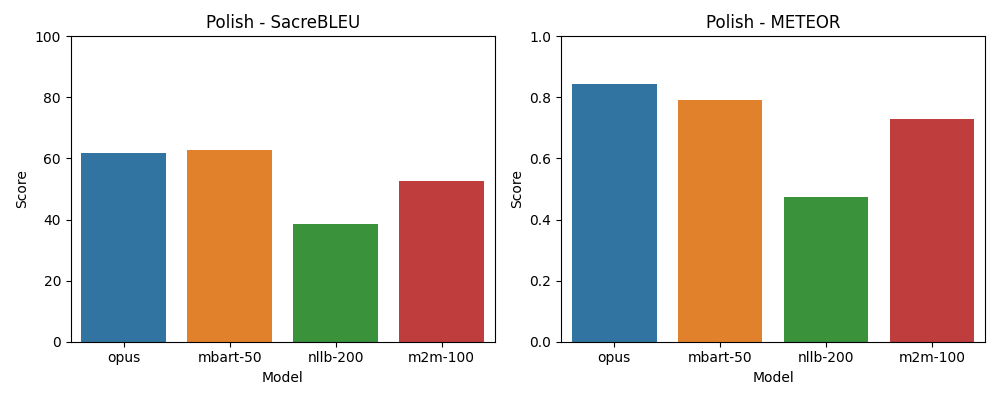 Polish - SacreBLEU
100
80
60
40
20
0
Score
opus mbart-50 nllb-200 m2m-100
Model
Polish - METEOR
1.0
0.8
0.6
0.4
0.2
0.0
Score
opus mbart-50 nllb-200 m2m-100
Model